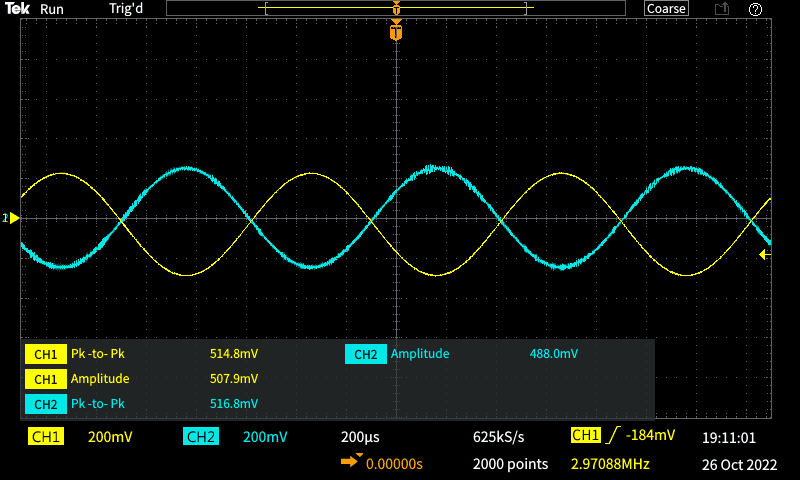 Tek Run Trig'd T Coarse ?
T
CH1 Pk -to- Pk 514.8mV CH2 Amplitude 488.0mV
CH1 Amplitude 507.9mV
CH2 Pk -to- Pk 516.8mV
CH1 200mV CH2 200mV 200µs 625kS/s CH1 -184mV 19:11:01
0.00000s 2000 points 2.97088MHz 26 Oct 2022